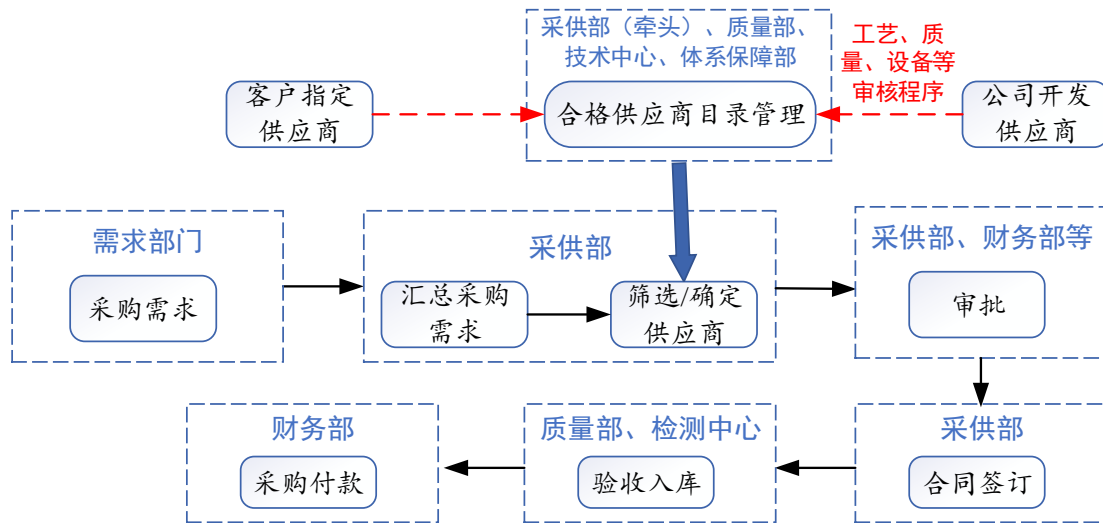 采供部（牵头）、质量部、
技术中心、体系保障部
工艺、质
量、设备等
审核程序
客户指定
供应商
合格供应商目录管理
公司开发
供应商
需求部门
采购需求
采供部
汇总采购
需求
筛选/确定
供应商
采供部、财务部等
审批
财务部
采购付款
质量部、检测中心
验收入库
采供部
合同签订